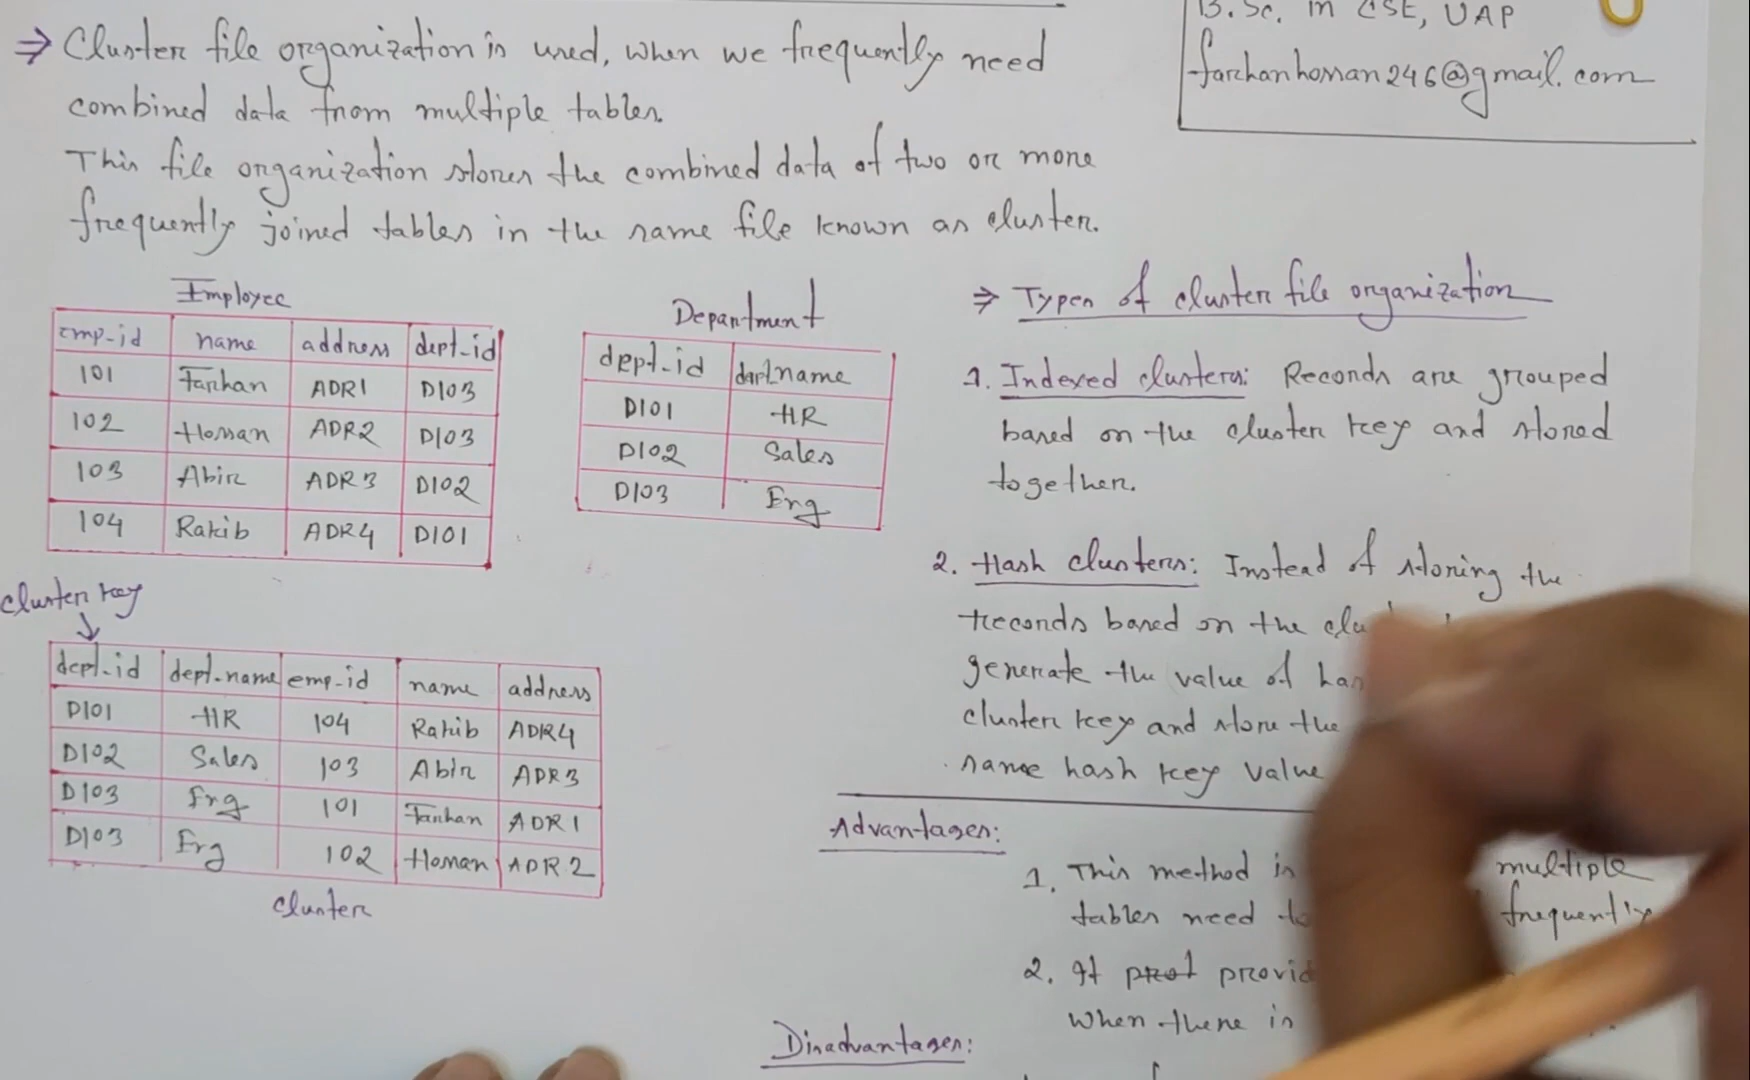 B.Sc. in CSE, UAP
farhanhossan246@gmail.com
⇒ Cluster file organization is used, when we frequently need
combined data from multiple tables.
This file organization stores the combined data of two or more
frequently joined tables in the same file known as cluster.
Employee
emp-id name address dept-id
101 Farhan ADR1 D103
102 Hossan ADR2 D103
103 Abir ADR3 D102
104 Rakib ADR4 D101
Department
dept-id dept.name
D101 HR
D102 Sales
D103 Eng
cluster key
dept-id dept.name emp-id name address
D101 HR 104 Rakib ADR4
D102 Sales 103 Abir ADR3
D103 Eng 101 Farhan ADR1
D103 Eng 102 Hossan ADR2
cluster
⇒ Types of cluster file organization
1. Indexed clusters: Records are grouped
based on the cluster key and stored
together.
2. Hash clusters: Instead of storing the
records based on the
generate the value of
cluster key and store the
same hash key value
Advantages:
1. This method is multiple
tables need frequently
2. It
when there is
Disadvantages: